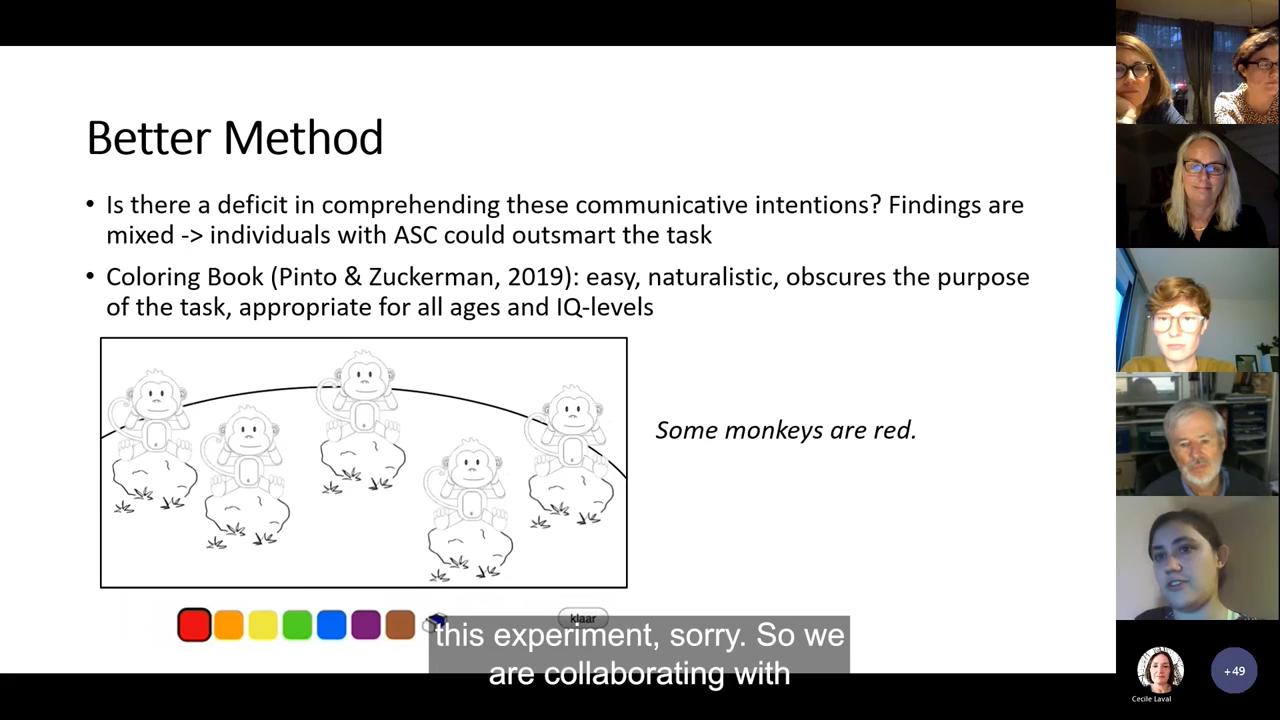 Better Method
• Is there a deficit in comprehending these communicative intentions? Findings are
mixed -> individuals with ASC could outsmart the task
• Coloring Book (Pinto & Zuckerman, 2019): easy, naturalistic, obscures the purpose
of the task, appropriate for all ages and IQ-levels
Some monkeys are red.
klaar
this experiment, sorry. So we
are collaborating with
Cecile Laval
+49